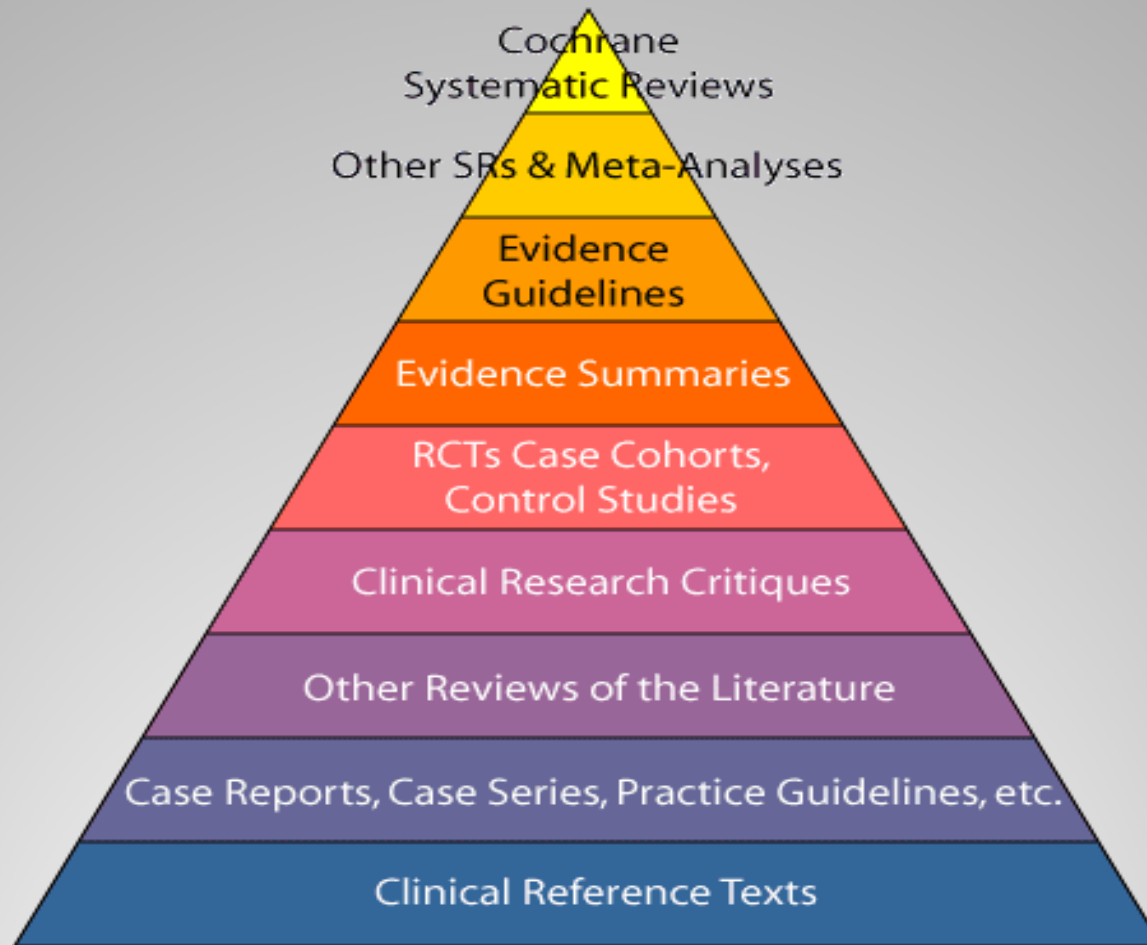 Cochrane
Systematic Reviews
Other SRs & Meta-Analyses
Evidence
Guidelines
Evidence Summaries
RCTs Case Cohorts,
Control Studies
Clinical Research Critiques
Other Reviews of the Literature
Case Reports, Case Series, Practice Guidelines, etc.
Clinical Reference Texts